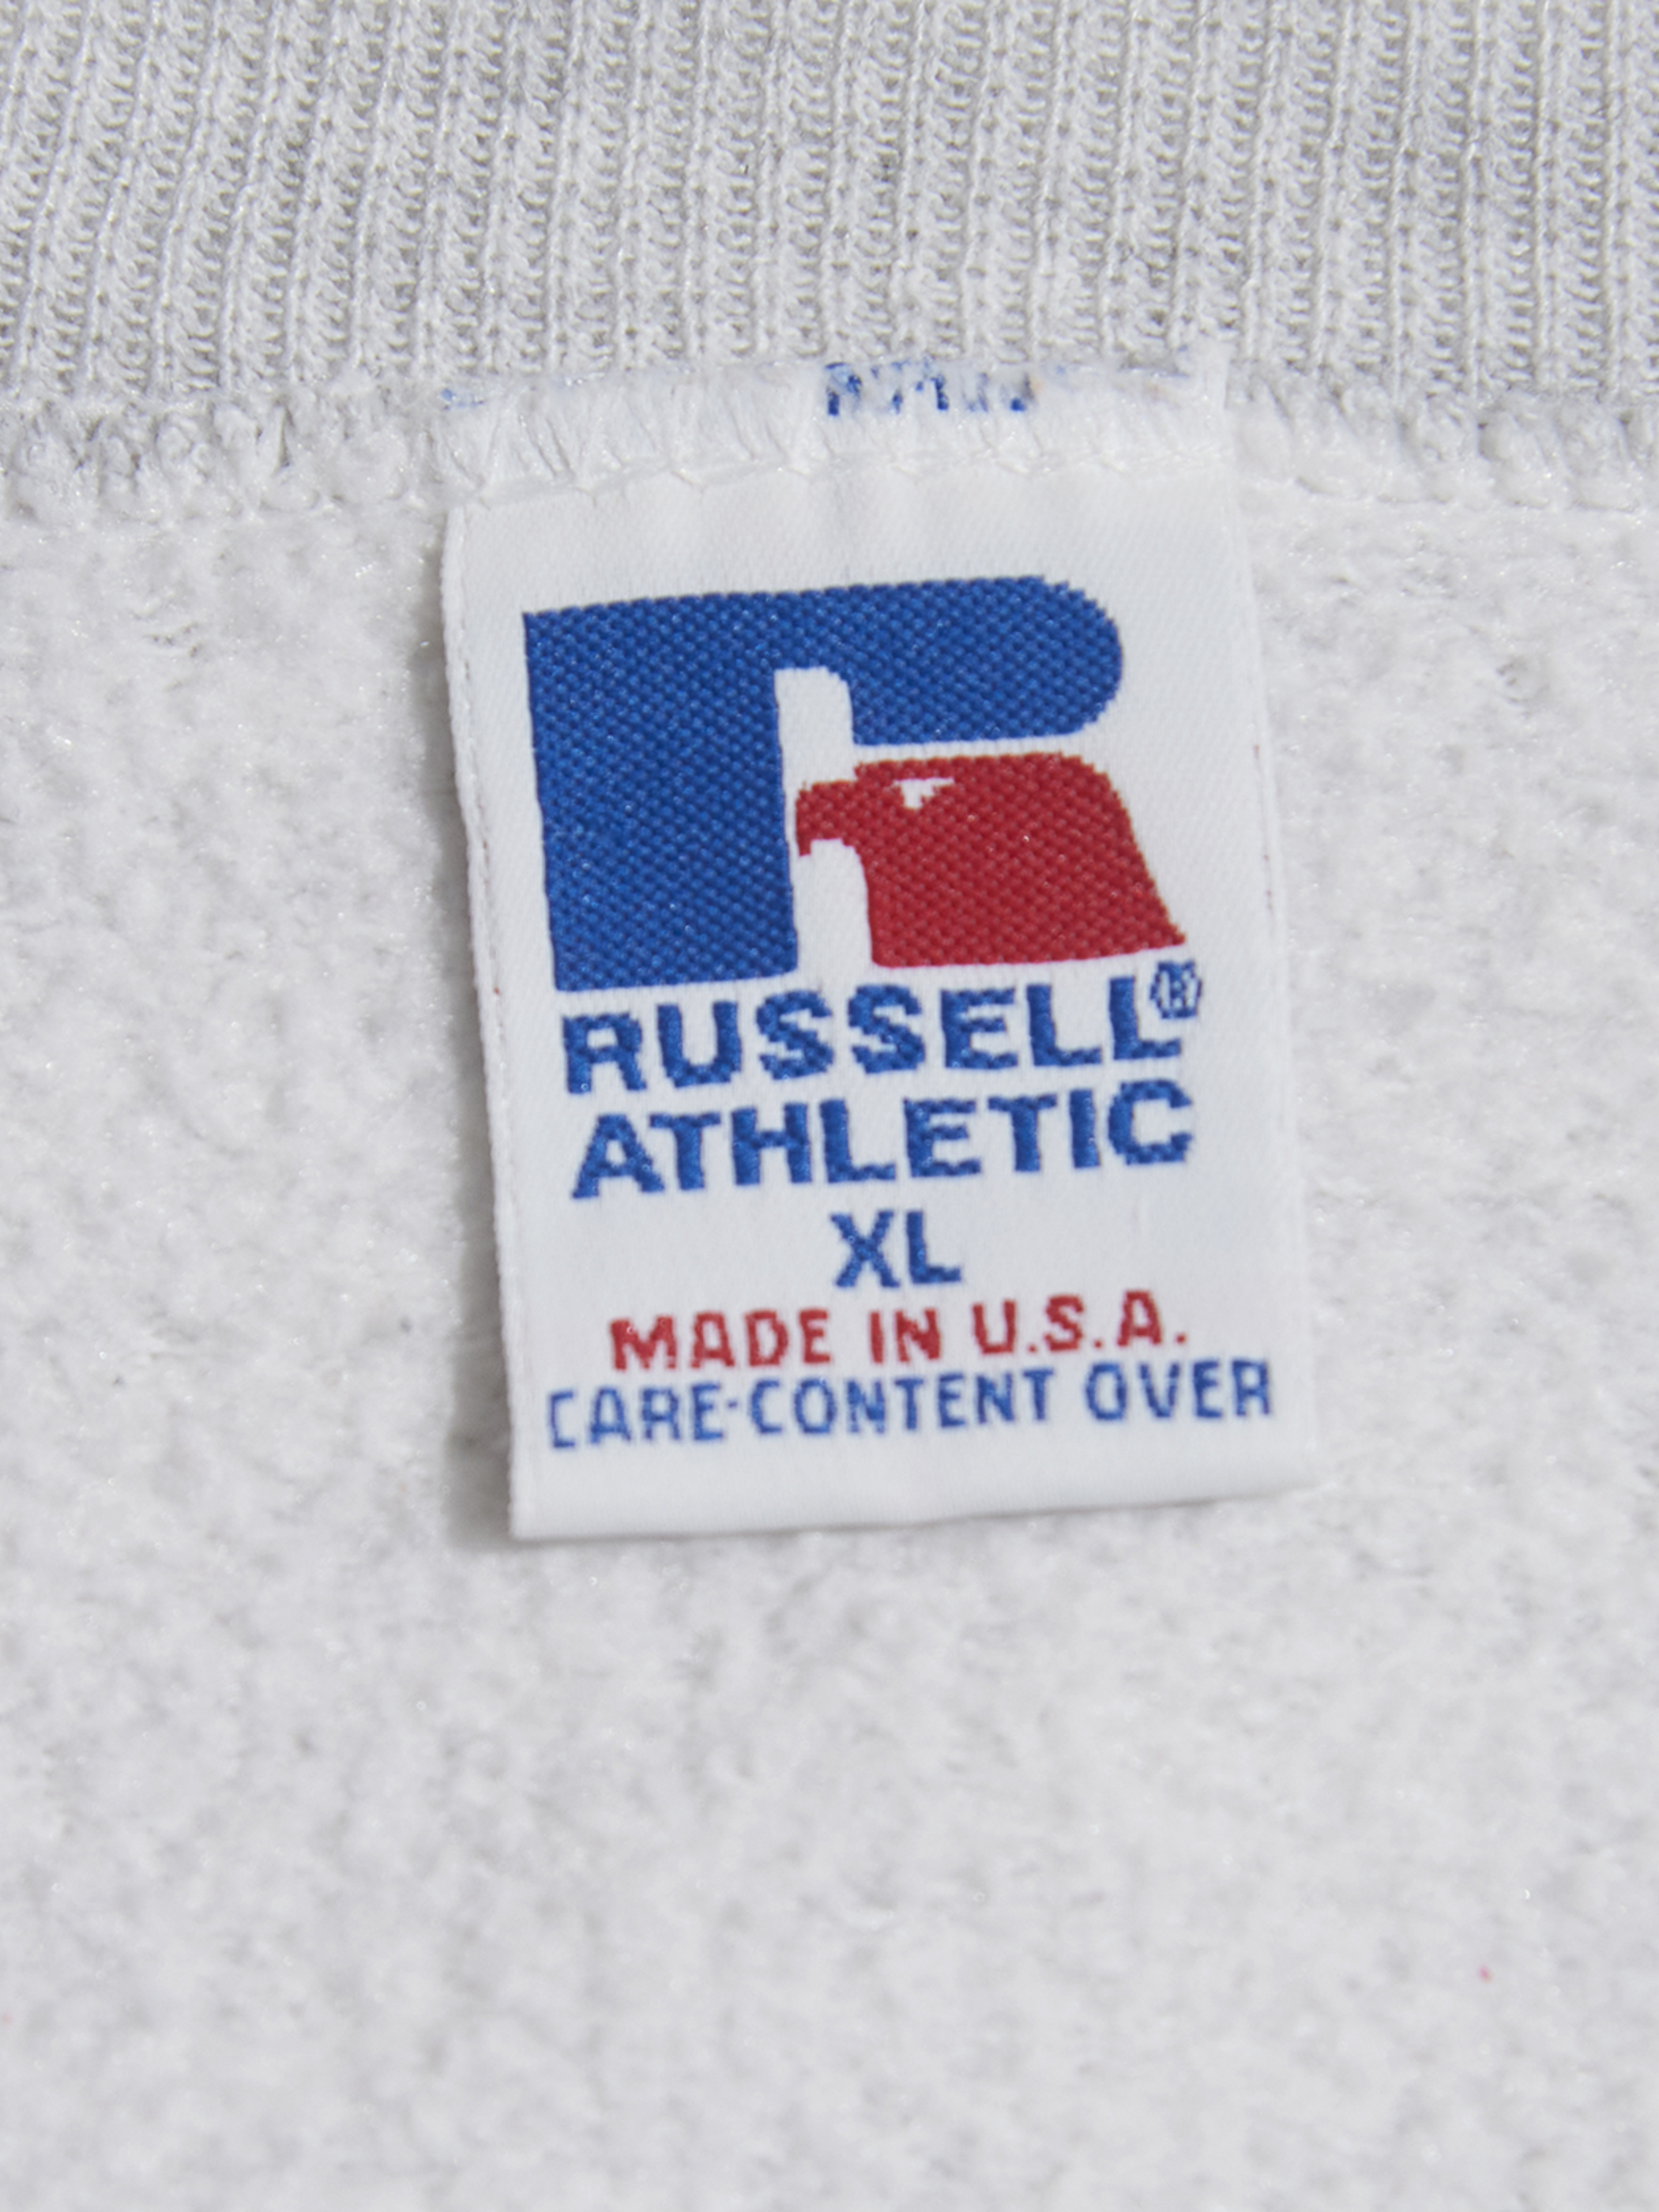 RUSSELL®
ATHLETIC
XL
MADE IN U.S.A.
CARE-CONTENT OVER